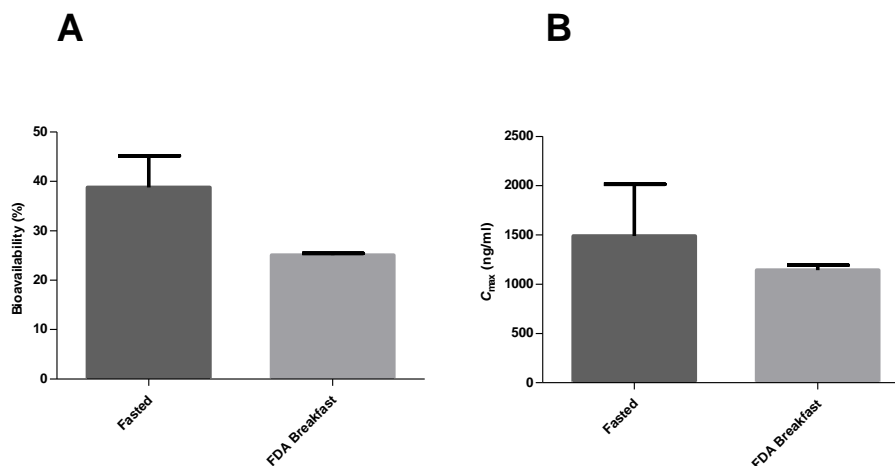 A
Bioavailability (%)
50
40
30
20
10
0
Fasted
FDA Breakfast
B
Cmax (ng/ml)
2500
2000
1500
1000
500
0
Fasted
FDA Breakfast